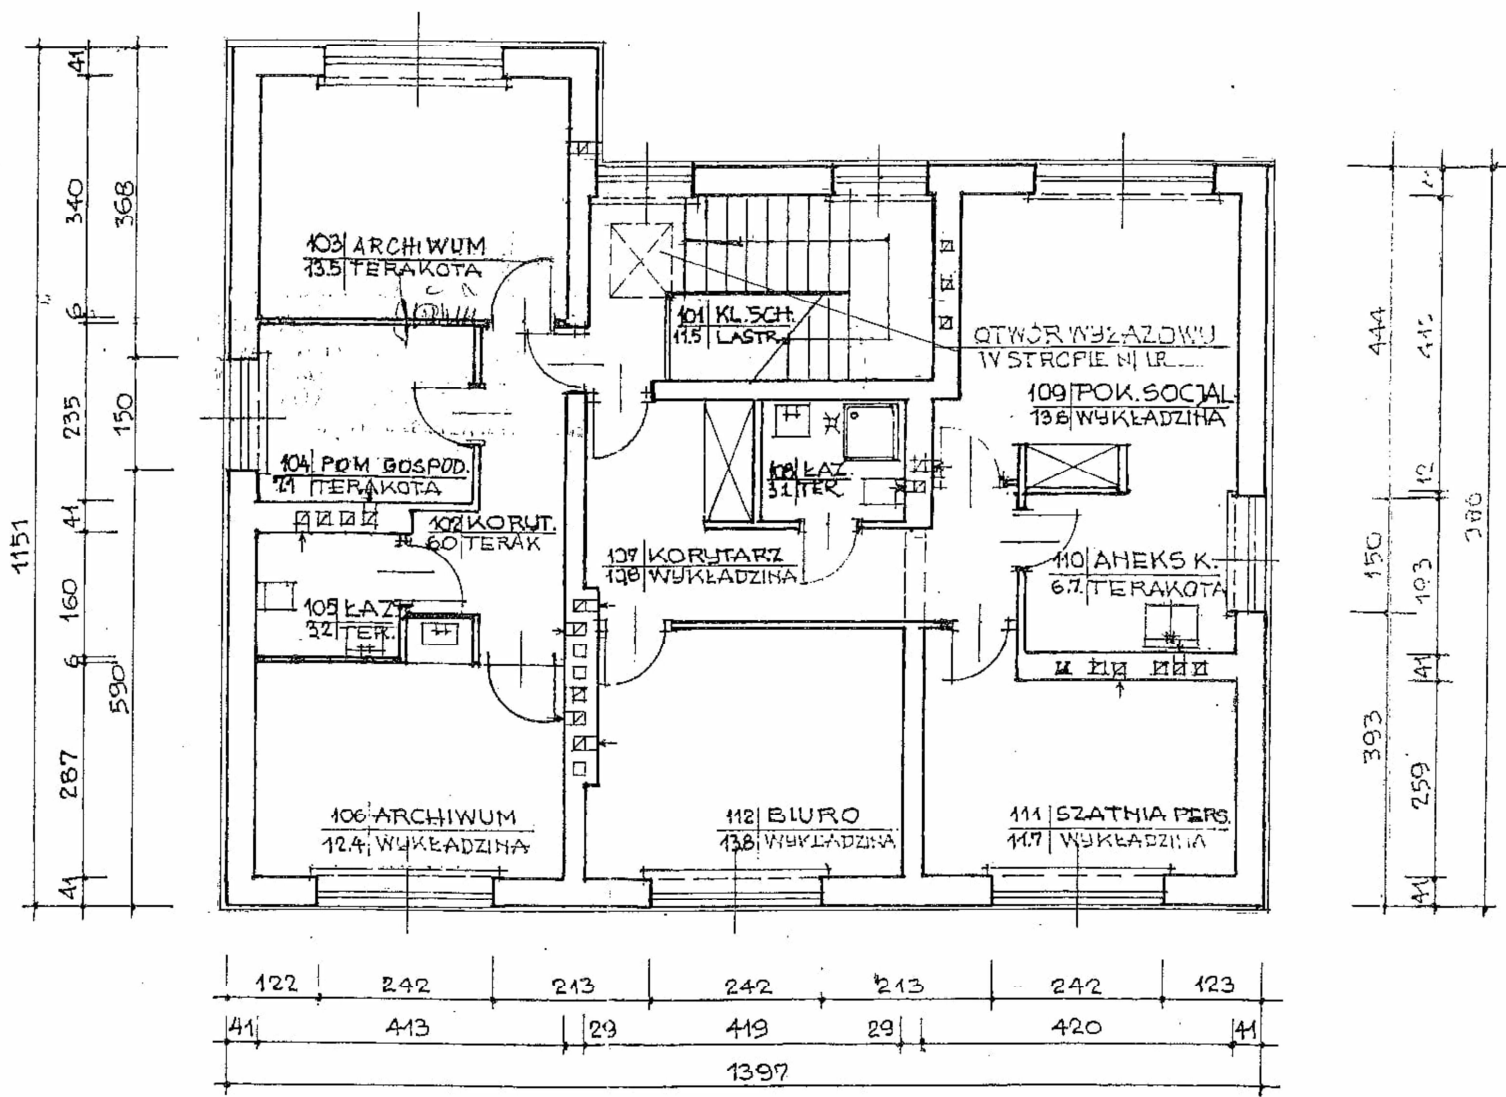 103 ARCHIWUM
13.5 TERAKOTA
101 KL. SCH.
11.5 LASTR.
OTWÓR WYŁAZOWY
W STROPIE
109 POK. SOCJAL
13.6 WYKŁADZINA
104 POM GOSPOD.
7.1 TERAKOTA
108 ŁAZ.
3.2 TER.
102 KORYT.
6.0 TERAK
107 KORYTARZ
WYKŁADZINA
110 ANEKS K.
6.7 TERAKOTA
105 ŁAZ.
3.2 TER.
106 ARCHIWUM
12.4 WYKŁADZINA
112 BIURO
13.8 WYKŁADZINA
111 SZATNIA PERS.
11.7 WYKŁADZINA
1151
41
340
6
235
41
160
6
287
41
368
150
590
444
150
393
12
193
41
259
41
122 242 213 242 213 242 123
41 413 29 419 29 420 41
1397